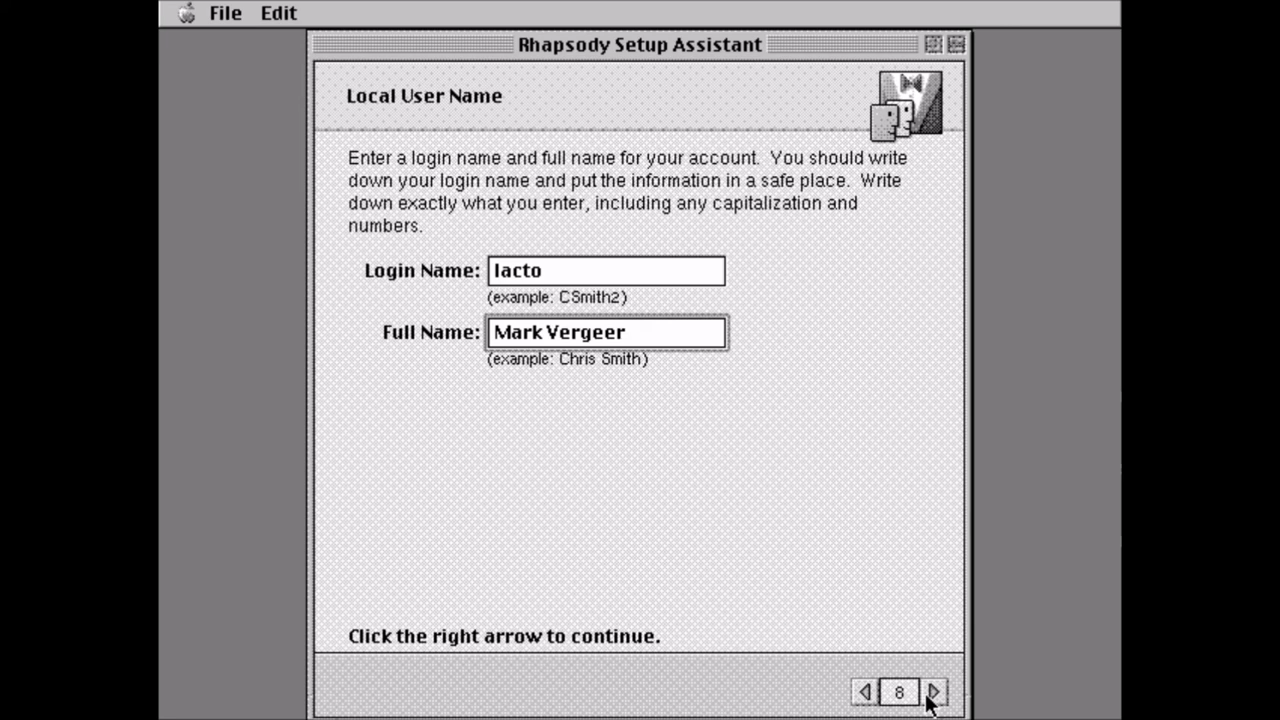 File Edit
Rhapsody Setup Assistant
Local User Name
Enter a login name and full name for your account. You should write
down your login name and put the information in a safe place. Write
down exactly what you enter, including any capitalization and
numbers.
Login Name: lacto
(example: CSmith2)
Full Name: Mark Vergeer
(example: Chris Smith)
Click the right arrow to continue.
8